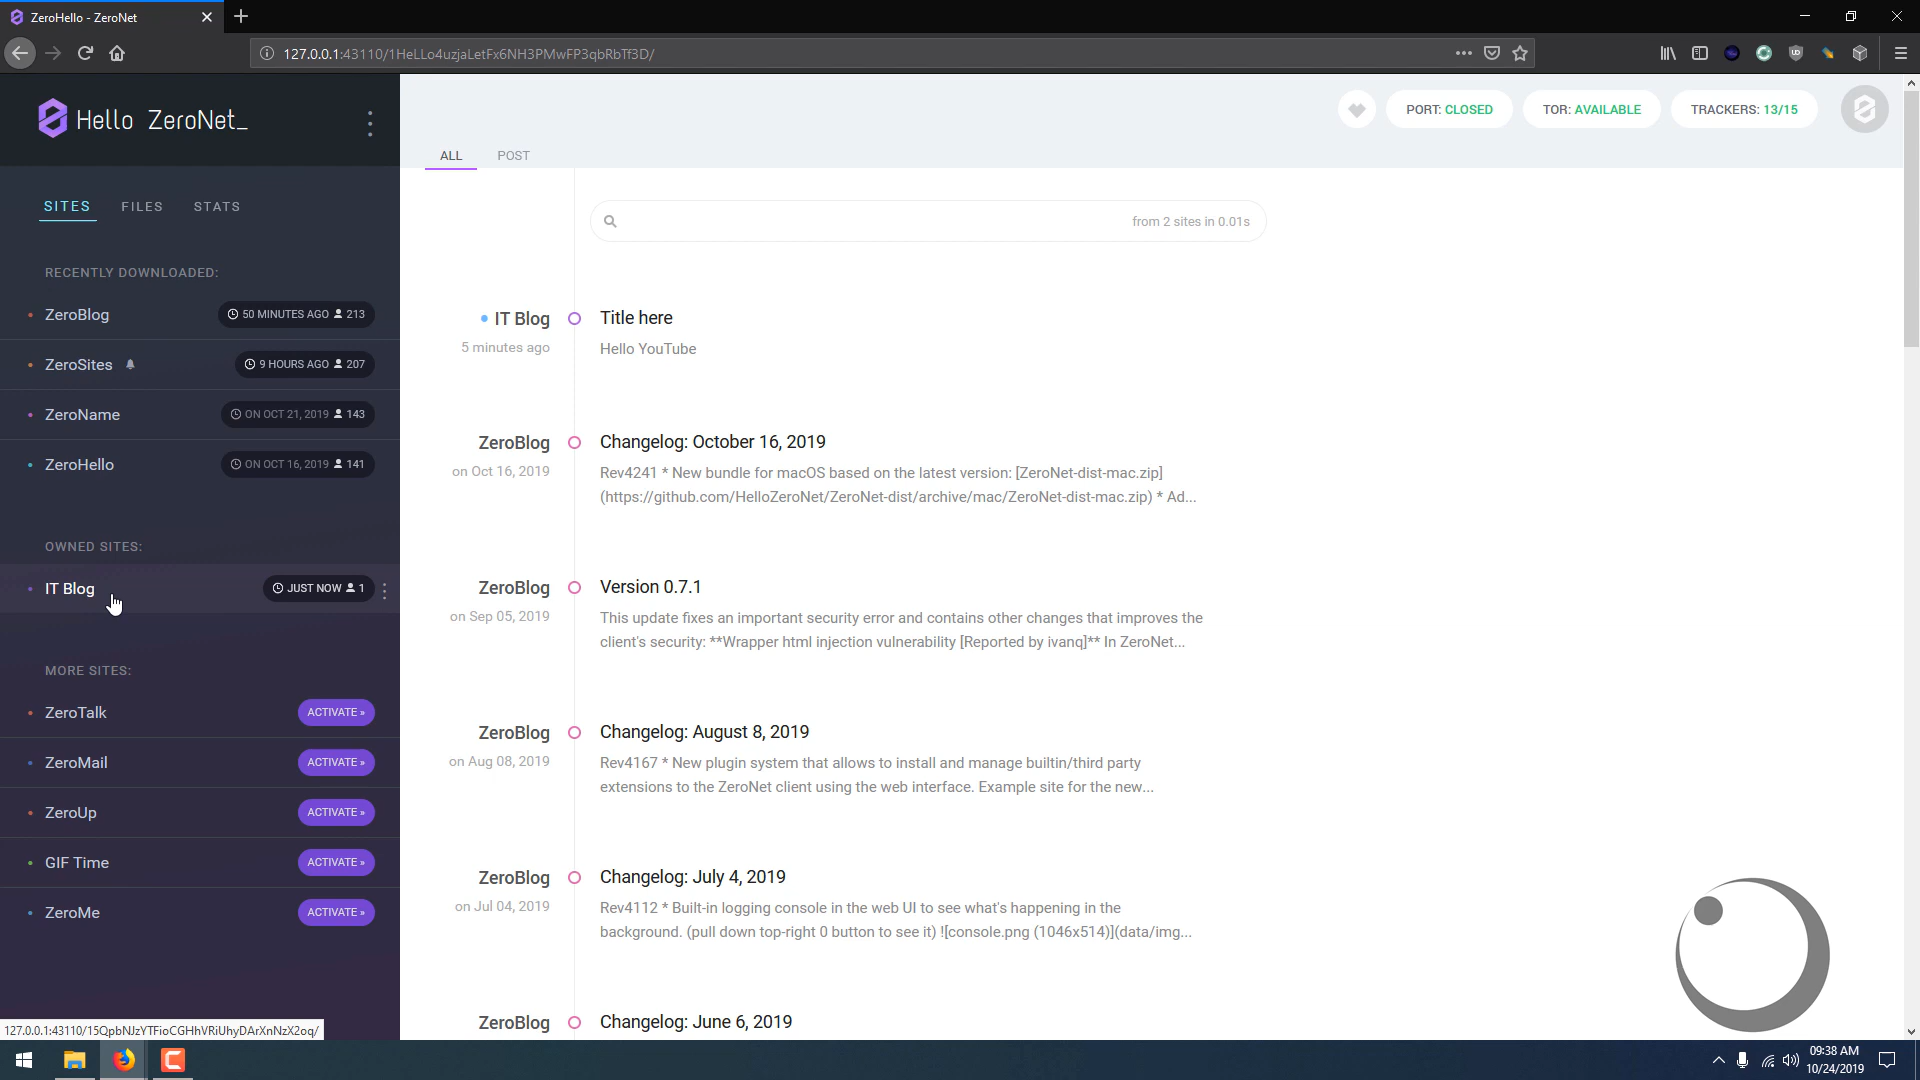 ZeroHello - ZeroNet
127.0.0.1:43110/1HeLLo4uzjaLetFx6NH3PMwFP3qbRbTf3D/
Hello ZeroNet_
PORT: CLOSED
TOR: AVAILABLE
TRACKERS: 13/15
ALL
POST
SITES
FILES
STATS
from 2 sites in 0.01s
RECENTLY DOWNLOADED:
ZeroBlog
50 MINUTES AGO 213
ZeroSites
9 HOURS AGO 207
ZeroName
ON OCT 21, 2019 143
ZeroHello
ON OCT 16, 2019 141
OWNED SITES:
IT Blog
JUST NOW 1
MORE SITES:
ZeroTalk
ACTIVATE »
ZeroMail
ACTIVATE »
ZeroUp
ACTIVATE »
GIF Time
ACTIVATE »
ZeroMe
ACTIVATE »
IT Blog
5 minutes ago
Title here
Hello YouTube
ZeroBlog
on Oct 16, 2019
Changelog: October 16, 2019
Rev4241 * New bundle for macOS based on the latest version: [ZeroNet-dist-mac.zip]
(https://github.com/HelloZeroNet/ZeroNet-dist/archive/mac/ZeroNet-dist-mac.zip) * Ad...
ZeroBlog
on Sep 05, 2019
Version 0.7.1
This update fixes an important security error and contains other changes that improves the
client's security: **Wrapper html injection vulnerability [Reported by ivanq]** In ZeroNet...
ZeroBlog
on Aug 08, 2019
Changelog: August 8, 2019
Rev4167 * New plugin system that allows to install and manage builtin/third party
extensions to the ZeroNet client using the web interface. Example site for the new...
ZeroBlog
on Jul 04, 2019
Changelog: July 4, 2019
Rev4112 * Built-in logging console in the web UI to see what's happening in the
background. (pull down top-right 0 button to see it) ![console.png (1046x514)](data/img...
ZeroBlog
Changelog: June 6, 2019
127.0.0.1:43110/15QpbNJzYTFioCGHhVRiUhyDArXnNzX2oq/
09:38 AM
10/24/2019